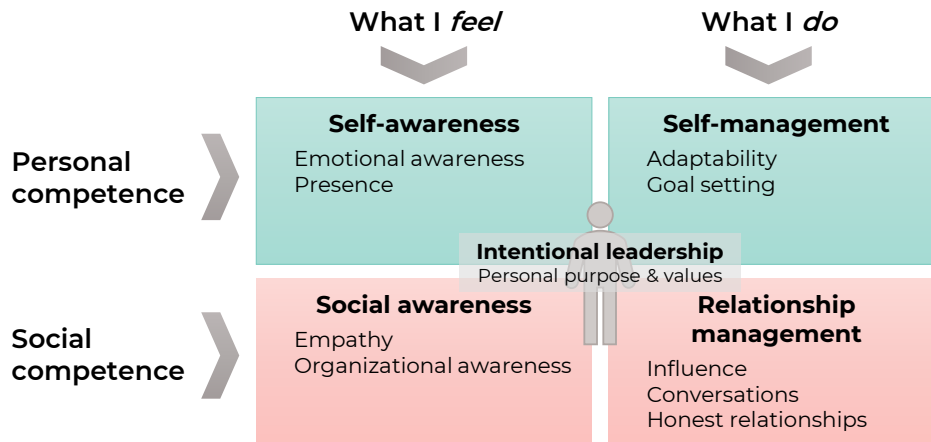 What I feel
What I do
Personal
competence
Self-awareness
Emotional awareness
Presence
Self-management
Adaptability
Goal setting
Intentional leadership
Personal purpose & values
Social
competence
Social awareness
Empathy
Organizational awareness
Relationship
management
Influence
Conversations
Honest relationships